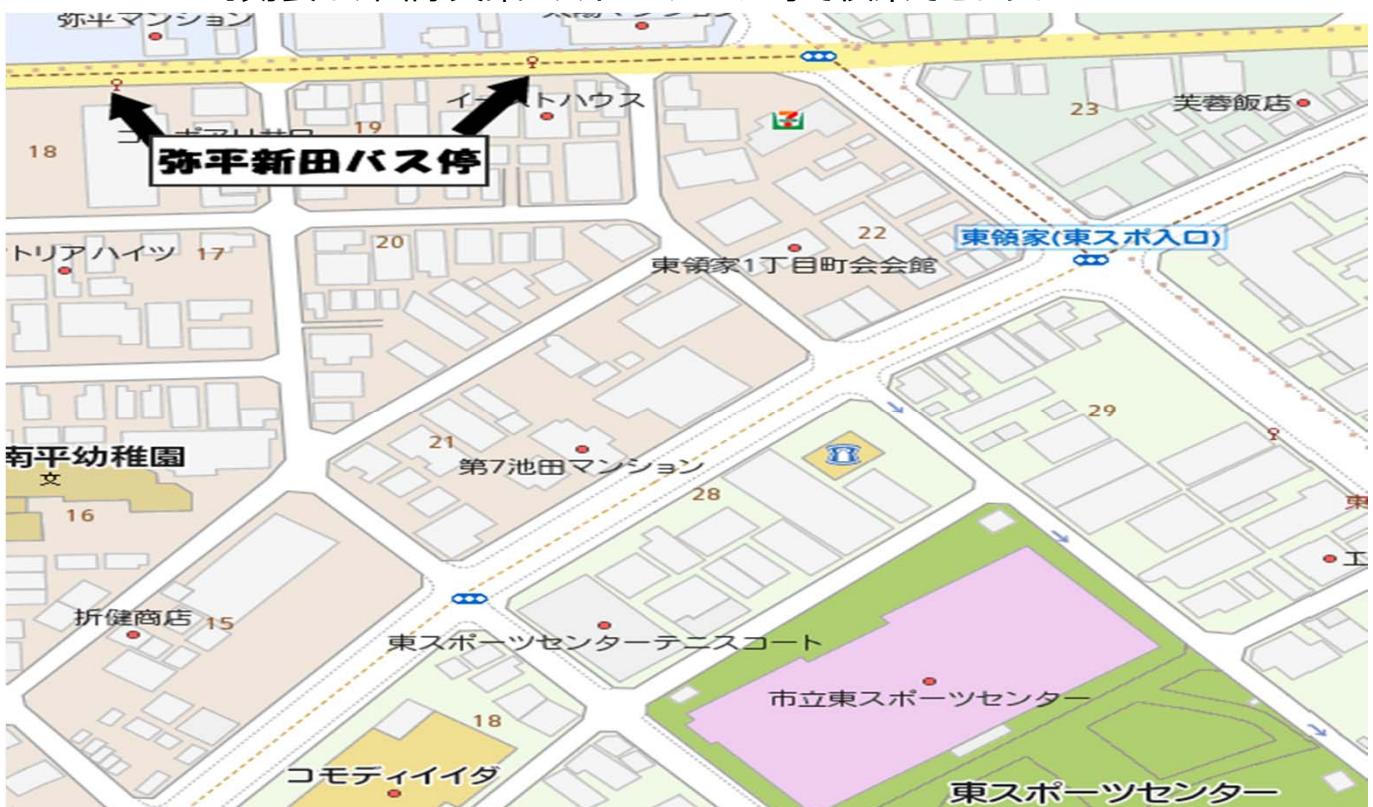 弥平マンション
イーストハウス
芙蓉飯店
23
18
19
弥平新田バス停
トリアハイツ
17
20
22
東領家(東スポ入口)
東領家1丁目町会会館
29
21
南平幼稚園
文
第7池田マンション
28
16
折健商店
15
東スポーツセンターテニスコート
市立東スポーツセンター
18
コモディイイダ
東スポーツセンター